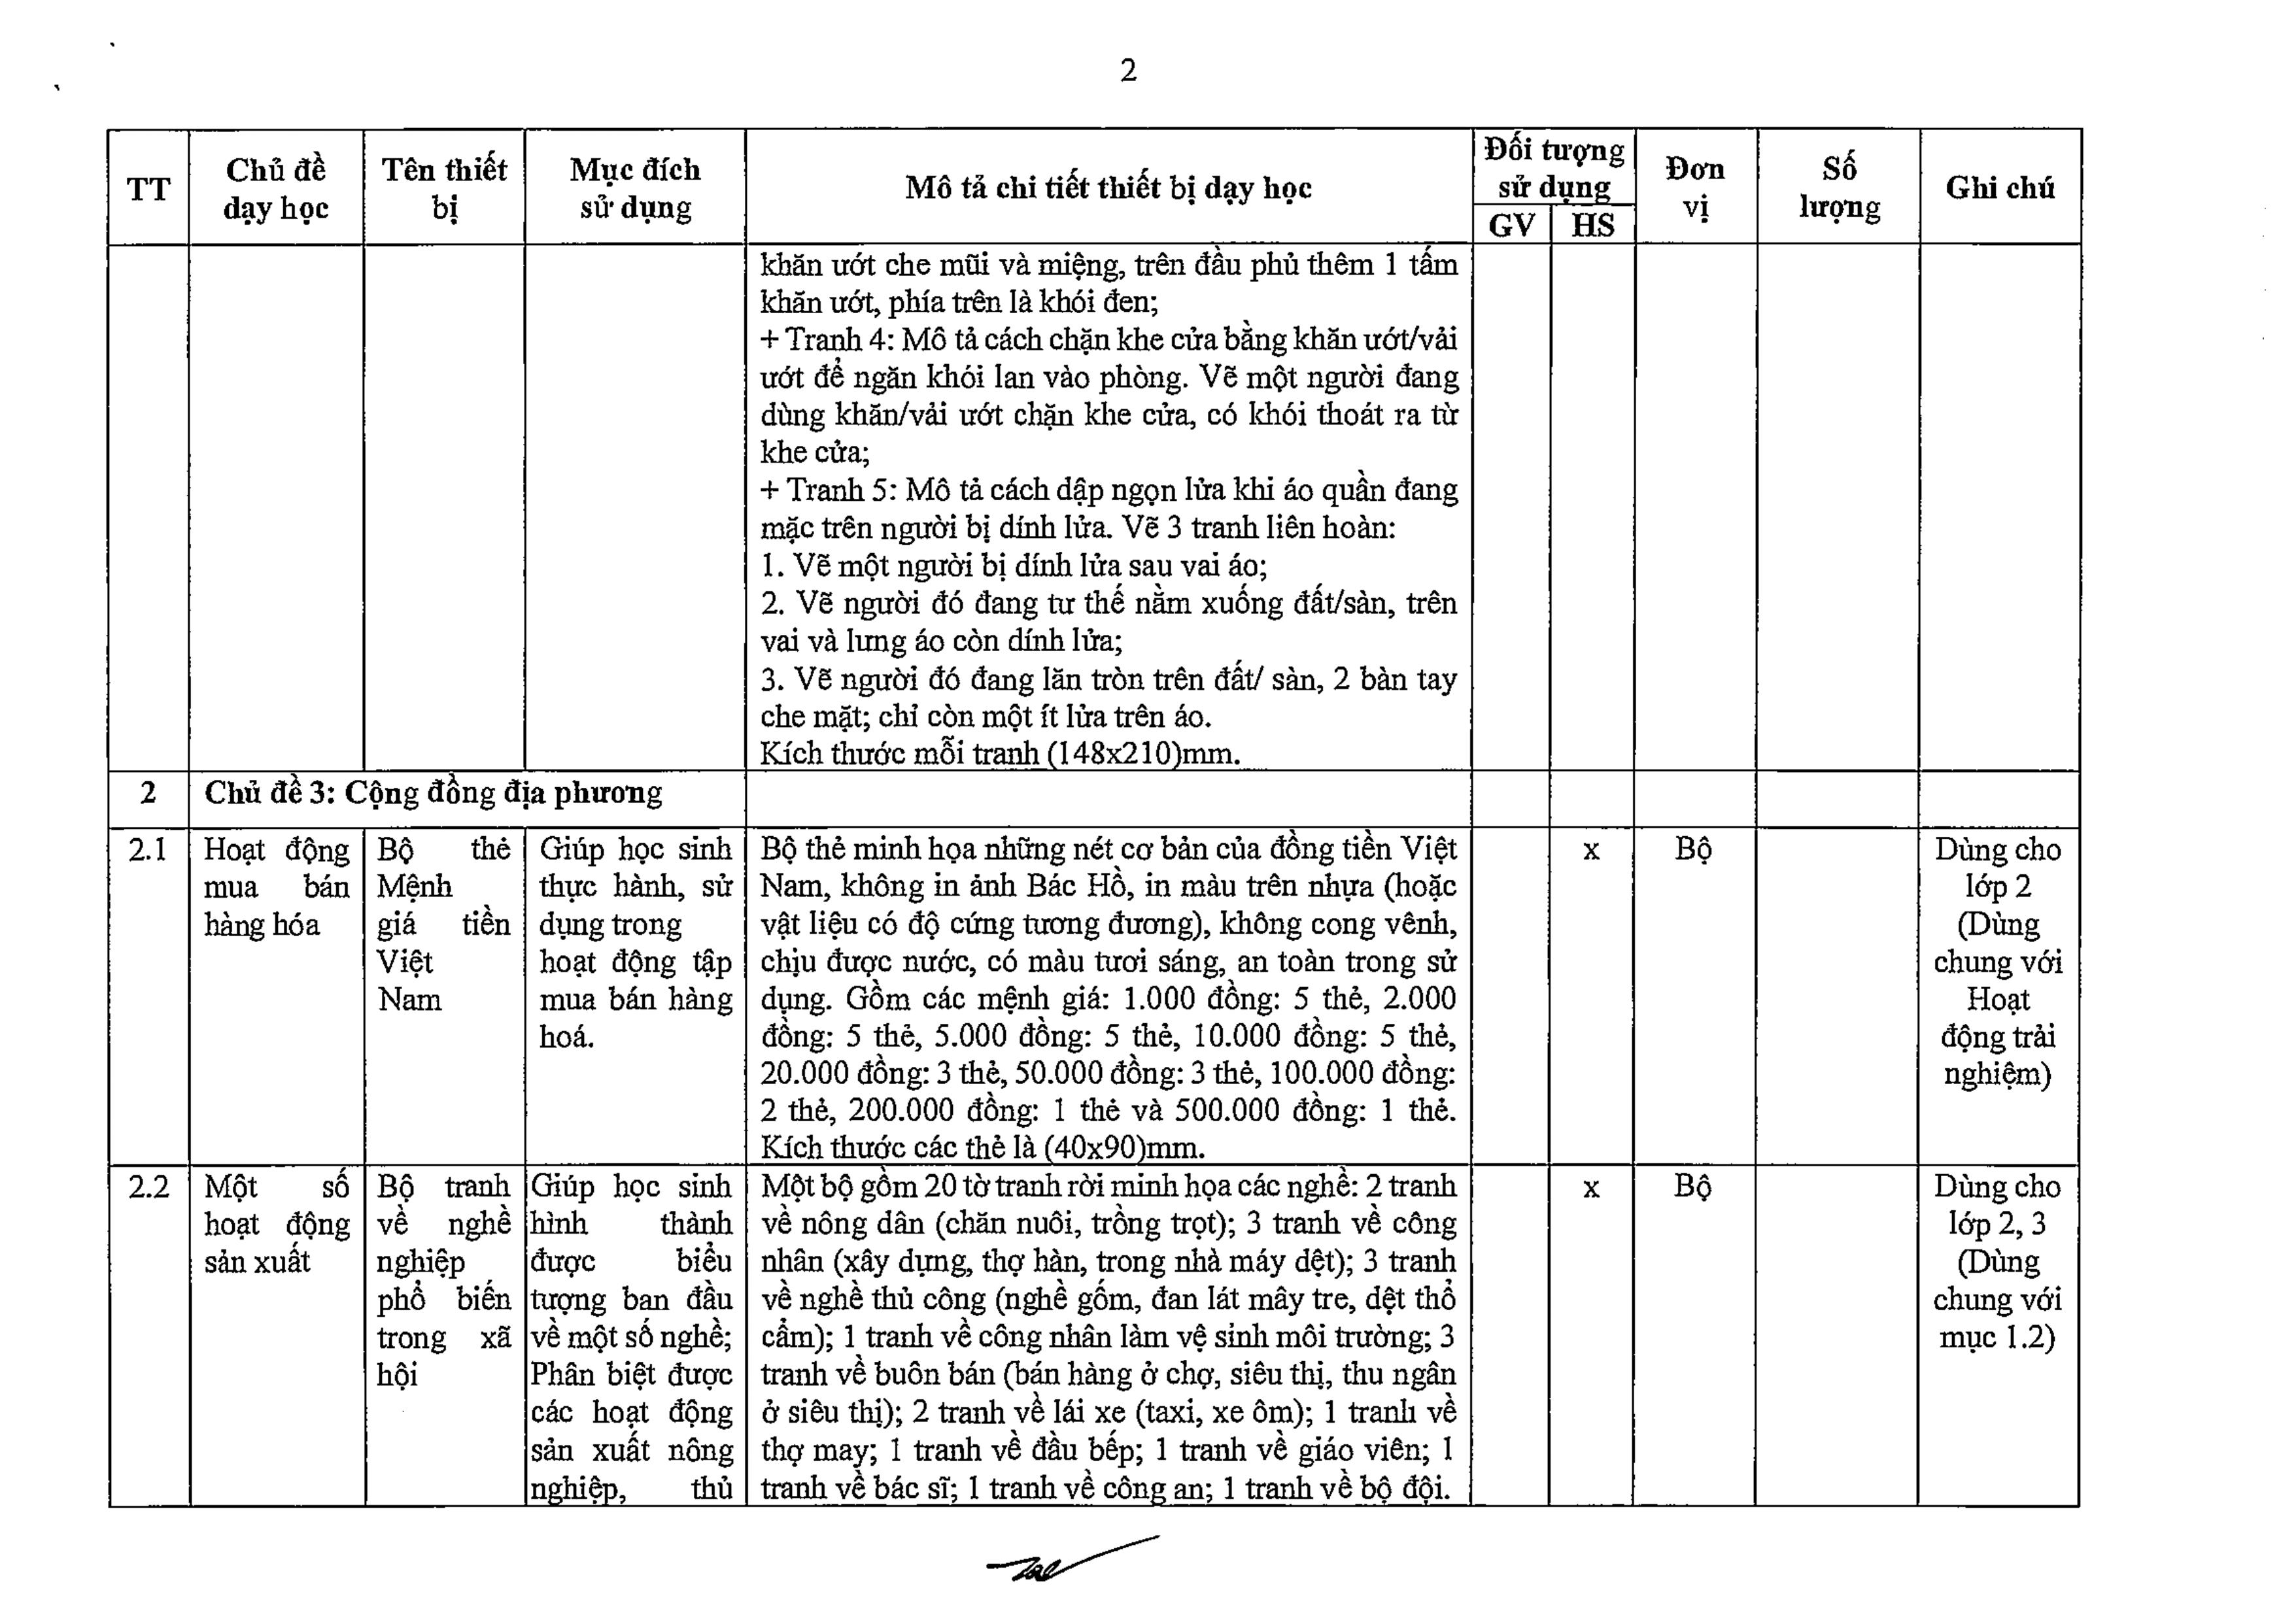 2
TT
Chủ đề
dạy học
Tên thiết
bị
Mục đích
sử dụng
Mô tả chi tiết thiết bị dạy học
Đối tượng
sử dụng
GV
HS
Đơn
vị
Số
lượng
Ghi chú
khăn ướt che mũi và miệng, trên đầu phủ thêm 1 tấm
khăn ướt, phía trên là khói đen;
+ Tranh 4: Mô tả cách chặn khe cửa bằng khăn ướt/vải
ướt để ngăn khói lan vào phòng. Vẽ một người đang
dùng khăn/vải ướt chặn khe cửa, có khói thoát ra từ
khe cửa;
+ Tranh 5: Mô tả cách dập ngọn lửa khi áo quần đang
mặc trên người bị dính lửa. Vẽ 3 tranh liên hoàn:
1. Vẽ một người bị dính lửa sau vai áo;
2. Vẽ người đó đang tư thế nằm xuống đất/sàn, trên
vai và lưng áo còn dính lửa;
3. Vẽ người đó đang lăn tròn trên đất/ sàn, 2 bàn tay
che mặt; chỉ còn một ít lửa trên áo.
Kích thước mỗi tranh (148x210)mm.
2
Chủ đề 3: Cộng đồng địa phương
2.1
Hoạt động
mua bán
hàng hóa
Bộ thẻ
Mệnh
giá tiền
Việt
Nam
Giúp học sinh
thực hành, sử
dụng trong
hoạt động tập
mua bán hàng
hoá.
Bộ thẻ minh họa những nét cơ bản của đồng tiền Việt
Nam, không in ảnh Bác Hồ, in màu trên nhựa (hoặc
vật liệu có độ cứng tương đương), không cong vênh,
chịu được nước, có màu tươi sáng, an toàn trong sử
dụng. Gồm các mệnh giá: 1.000 đồng: 5 thẻ, 2.000
đồng: 5 thẻ, 5.000 đồng: 5 thẻ, 10.000 đồng: 5 thẻ,
20.000 đồng: 3 thẻ, 50.000 đồng: 3 thẻ, 100.000 đồng:
2 thẻ, 200.000 đồng: 1 thẻ và 500.000 đồng: 1 thẻ.
Kích thước các thẻ là (40x90)mm.
x
Bộ
Dùng cho
lớp 2
(Dùng
chung với
Hoạt
động trải
nghiệm)
2.2
Một số
hoạt động
sản xuất
Bộ tranh
về nghề
nghiệp
phổ biến
trong xã
hội
Giúp học sinh
hình thành
được biểu
tượng ban đầu
về một số nghề;
Phân biệt được
các hoạt động
sản xuất nông
nghiệp, thủ
Một bộ gồm 20 tờ tranh rời minh họa các nghề: 2 tranh
về nông dân (chăn nuôi, trồng trọt); 3 tranh về công
nhân (xây dựng, thợ hàn, trong nhà máy dệt); 3 tranh
về nghề thủ công (nghề gốm, đan lát mây tre, dệt thổ
cẩm); 1 tranh về công nhân làm vệ sinh môi trường; 3
tranh về buôn bán (bán hàng ở chợ, siêu thị, thu ngân
ở siêu thị); 2 tranh về lái xe (taxi, xe ôm); 1 tranh về
thợ may; 1 tranh về đầu bếp; 1 tranh về giáo viên; 1
tranh về bác sĩ; 1 tranh về công an; 1 tranh về bộ đội.
x
Bộ
Dùng cho
lớp 2, 3
(Dùng
chung với
mục 1.2)